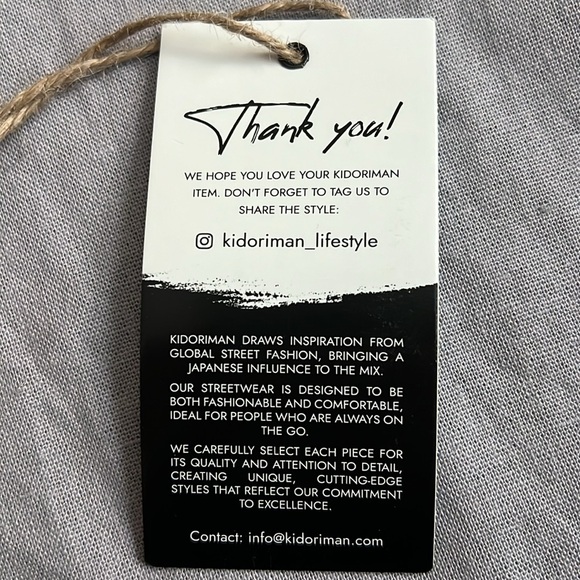 Thank you!
WE HOPE YOU LOVE YOUR KIDORIMAN
ITEM. DON'T FORGET TO TAG US TO
SHARE THE STYLE:
kidoriman_lifestyle
KIDORIMAN DRAWS INSPIRATION FROM
GLOBAL STREET FASHION, BRINGING A
JAPANESE INFLUENCE TO THE MIX.
OUR STREETWEAR IS DESIGNED TO BE
BOTH FASHIONABLE AND COMFORTABLE,
IDEAL FOR PEOPLE WHO ARE ALWAYS ON
THE GO.
WE CAREFULLY SELECT EACH PIECE FOR
ITS QUALITY AND ATTENTION TO DETAIL,
CREATING UNIQUE, CUTTING-EDGE
STYLES THAT REFLECT OUR COMMITMENT
TO EXCELLENCE.
Contact: info@kidoriman.com